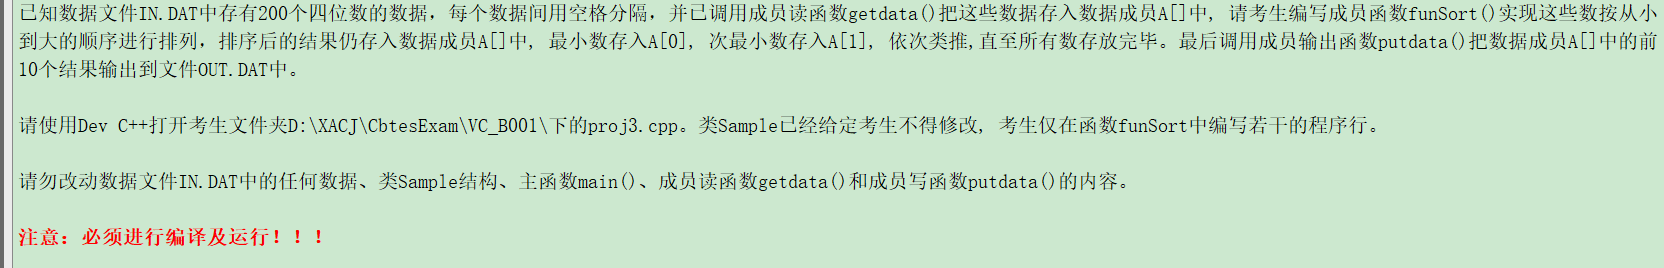 已知数据文件IN.DAT中存有200个四位数的数据，每个数据间用空格分隔，并已调用成员读函数getdata()把这些数据存入数据成员A[]中, 请考生编写成员函数funSort()实现这些数按从小
到大的顺序进行排列，排序后的结果仍存入数据成员A[]中, 最小数存入A[0], 次最小数存入A[1], 依次类推,直至所有数存放完毕。最后调用成员输出函数putdata()把数据成员A[]中的前
10个结果输出到文件OUT.DAT中。
请使用Dev C++打开考生文件夹D:\XACJ\CbtesExam\VC_B001\下的proj3.cpp。类Sample已经给定考生不得修改, 考生仅在函数funSort中编写若干的程序行。
请勿改动数据文件IN.DAT中的任何数据、类Sample结构、主函数main()、成员读函数getdata()和成员写函数putdata()的内容。
注意：必须进行编译及运行！！！